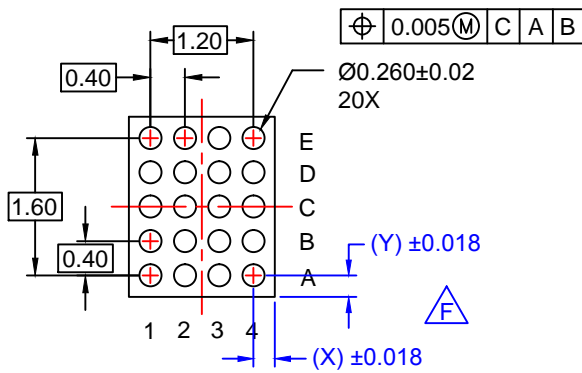 ⌖ 0.005Ⓜ C A B
1.20
Ø0.260±0.02
20X
0.40
E
D
1.60
C
B
(Y) ±0.018
0.40
A
F
1 2 3 4
(X) ±0.018